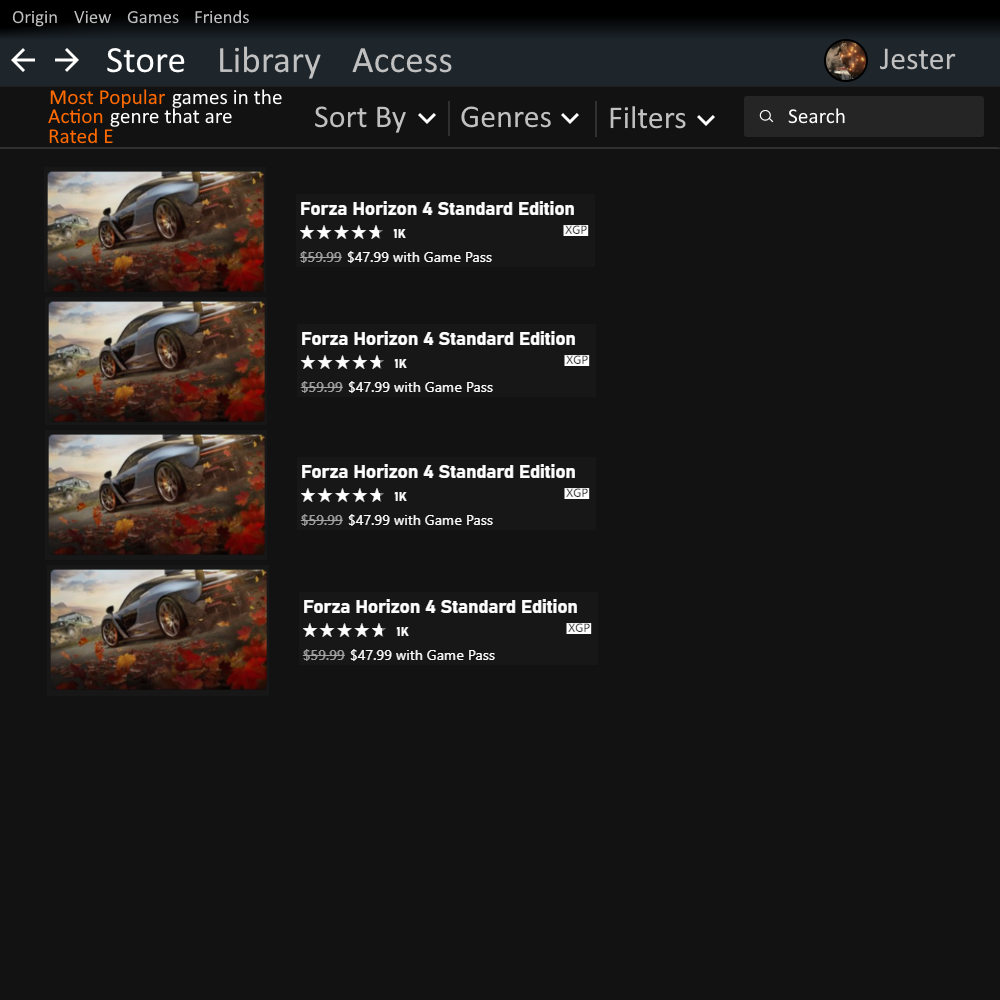 Origin View Games Friends
Store Library Access Jester
Most Popular games in the
Action genre that are
Rated E
Sort By Genres Filters Search
Forza Horizon 4 Standard Edition
1K XGP
$59.99 $47.99 with Game Pass
Forza Horizon 4 Standard Edition
1K XGP
$59.99 $47.99 with Game Pass
Forza Horizon 4 Standard Edition
1K XGP
$59.99 $47.99 with Game Pass
Forza Horizon 4 Standard Edition
1K XGP
$59.99 $47.99 with Game Pass